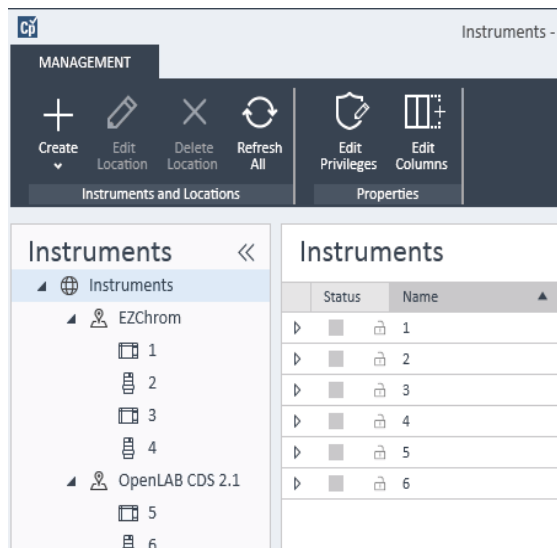 Cp
Instruments -
MANAGEMENT
Create
Edit Location
Delete Location
Refresh All
Instruments and Locations
Edit Privileges
Edit Columns
Properties
Instruments
Instruments
EZChrom
1
2
3
4
OpenLAB CDS 2.1
5
6
Instruments
Status Name
1
2
3
4
5
6